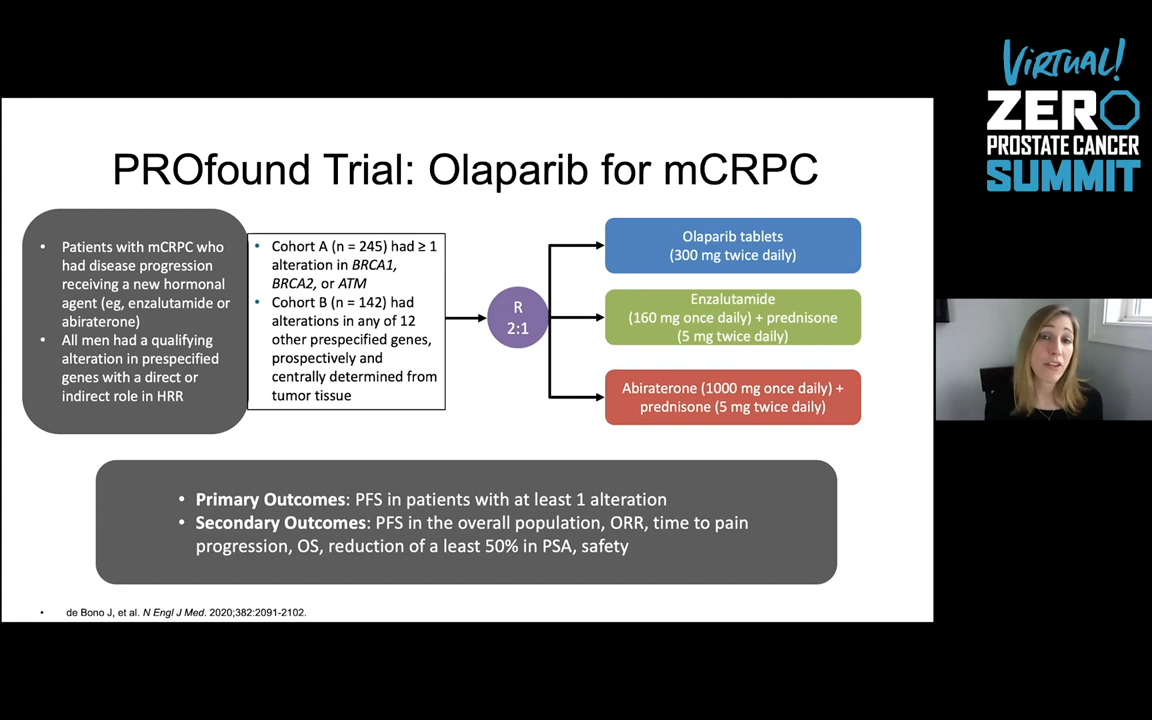 VIRTUAL!
ZERO
PROSTATE CANCER
SUMMIT
PROfound Trial: Olaparib for mCRPC
• Patients with mCRPC who
had disease progression
receiving a new hormonal
agent (eg, enzalutamide or
abiraterone)
• All men had a qualifying
alteration in prespecified
genes with a direct or
indirect role in HRR
• Cohort A (n = 245) had ≥ 1
alteration in BRCA1,
BRCA2, or ATM
• Cohort B (n = 142) had
alterations in any of 12
other prespecified genes,
prospectively and
centrally determined from
tumor tissue
R
2:1
Olaparib tablets
(300 mg twice daily)
Enzalutamide
(160 mg once daily) + prednisone
(5 mg twice daily)
Abiraterone (1000 mg once daily) +
prednisone (5 mg twice daily)
• Primary Outcomes: PFS in patients with at least 1 alteration
• Secondary Outcomes: PFS in the overall population, ORR, time to pain
progression, OS, reduction of a least 50% in PSA, safety
• de Bono J, et al. N Engl J Med. 2020;382:2091-2102.